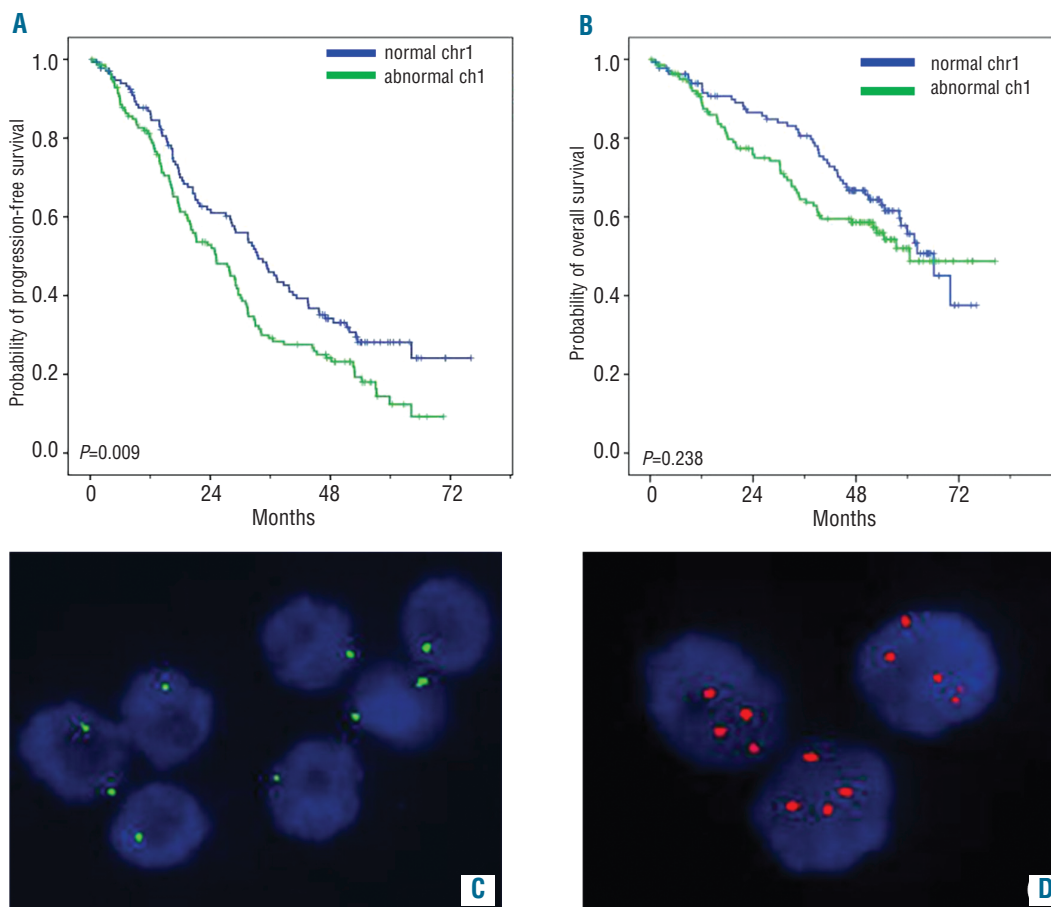 A
Probability of progression-free survival
1.0
0.8
0.6
0.4
0.2
0.0
normal chr1
abnormal ch1
P=0.009
0 24 48 72
Months
B
Probability of overall survival
1.0
0.8
0.6
0.4
0.2
0.0
normal chr1
abnormal ch1
P=0.238
0 24 48 72
Months
C
D